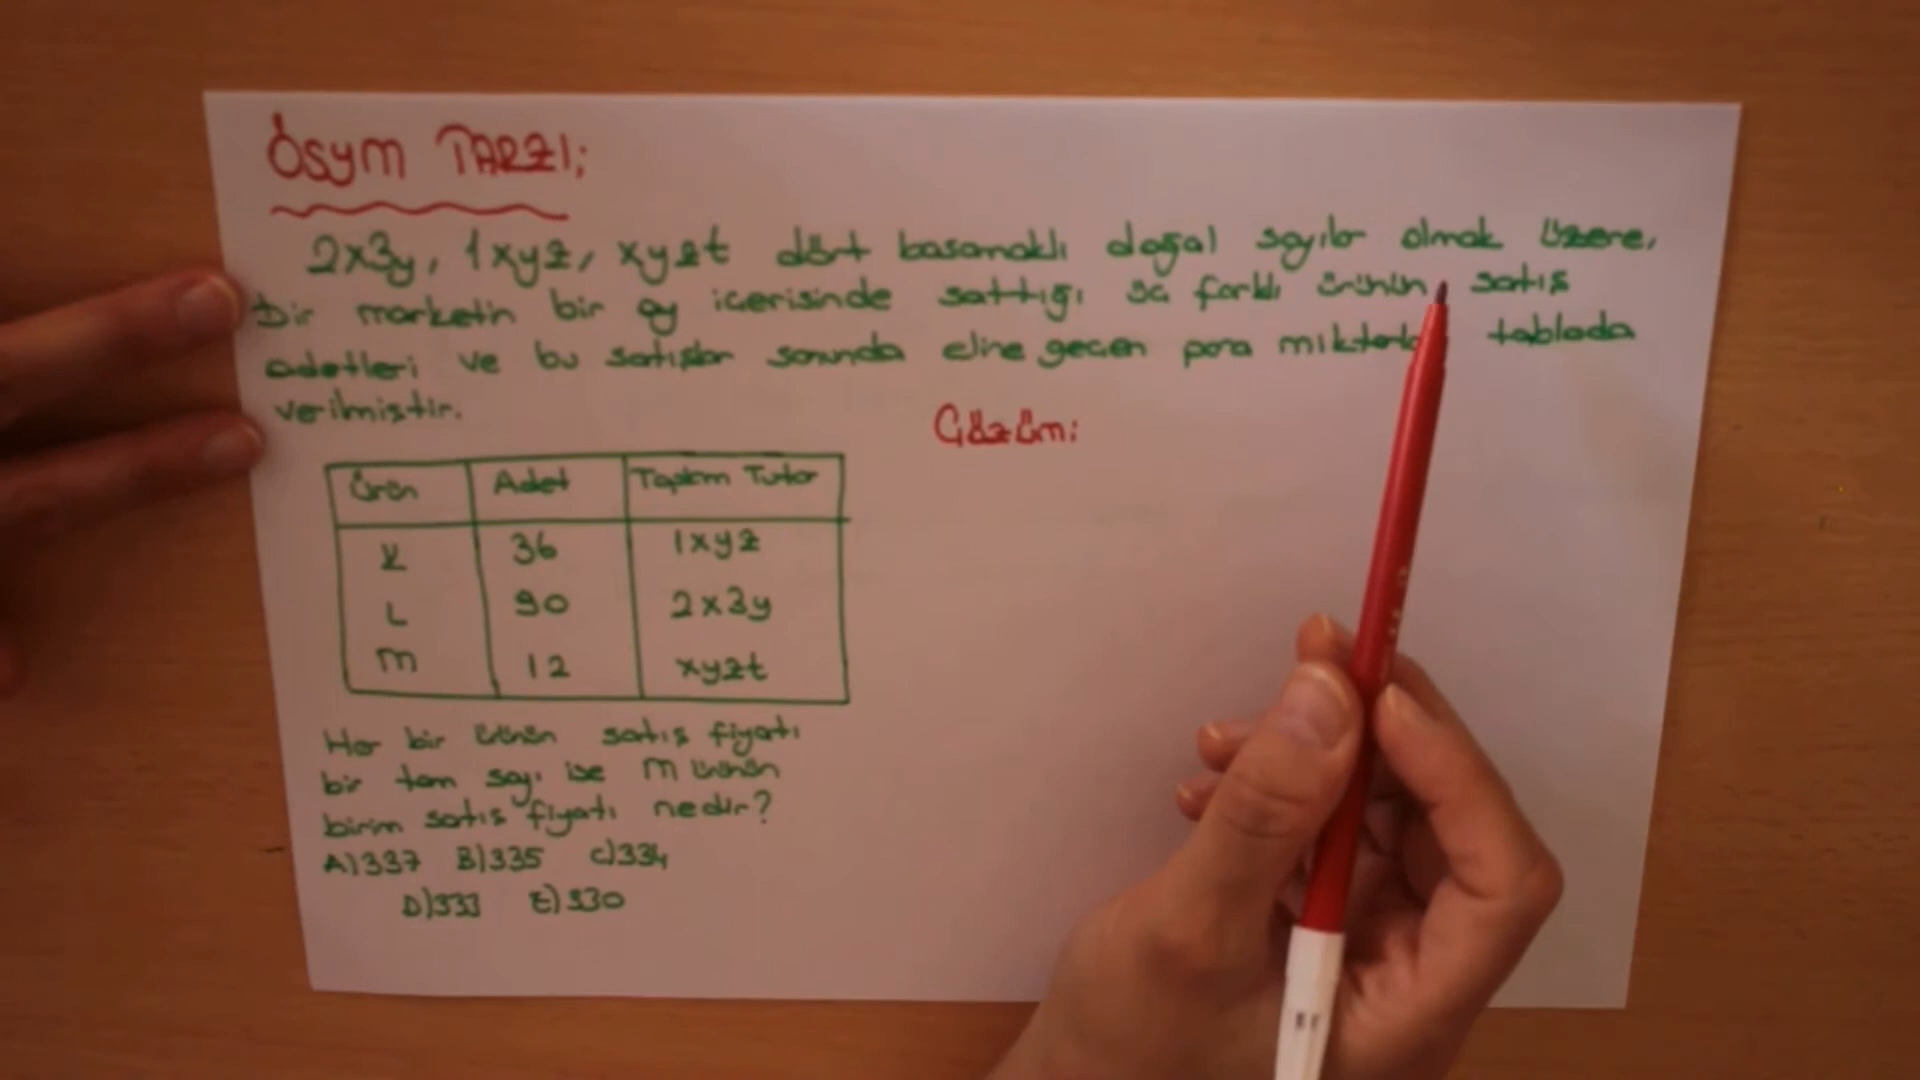 ÖSYM TARZI;
2x3y, 1xyz, xyzt dört basamaklı doğal sayılar olmak üzere,
bir marketin bir ay icerisinde sattığı üç farklı ürünün satış
adetleri ve bu satışlar sonunda eline geçen para miktarları tabloda
verilmiştir.
Çözüm:
Ürün Adet Toplam Tutar
K 36 1xyz
L 90 2x3y
M 12 xyzt
Her bir ürünün satış fiyatı
bir tam sayı ise M ürünün
birim satış fiyatı nedir?
A)337 B)335 C)334
D)333 E)330